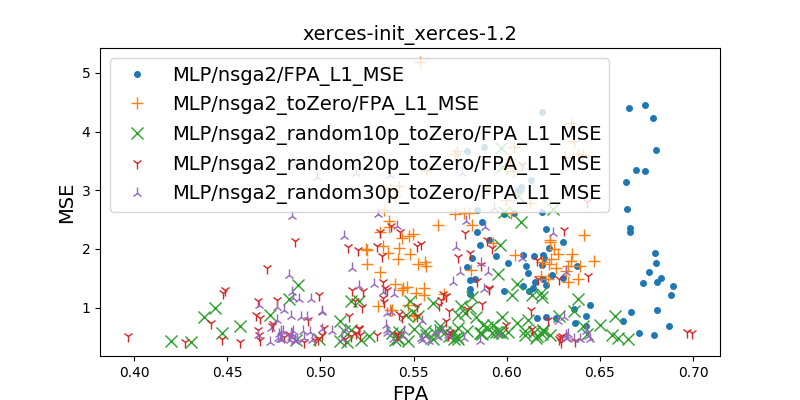 xerces-init_xerces-1.2
MSE
5
4
3
2
1
MLP/nsga2/FPA_L1_MSE
MLP/nsga2_toZero/FPA_L1_MSE
MLP/nsga2_random10p_toZero/FPA_L1_MSE
MLP/nsga2_random20p_toZero/FPA_L1_MSE
MLP/nsga2_random30p_toZero/FPA_L1_MSE
0.40 0.45 0.50 0.55 0.60 0.65 0.70
FPA